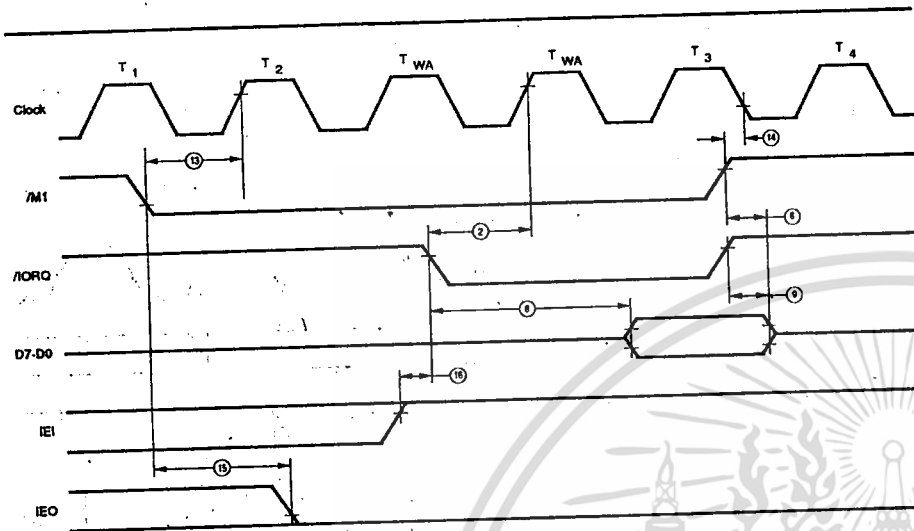 T1 T2 TWA TWA T3 T4
Clock
14
13
/M1
2
6
/IORQ
9
8
D7-D0
16
IEI
15
IEO